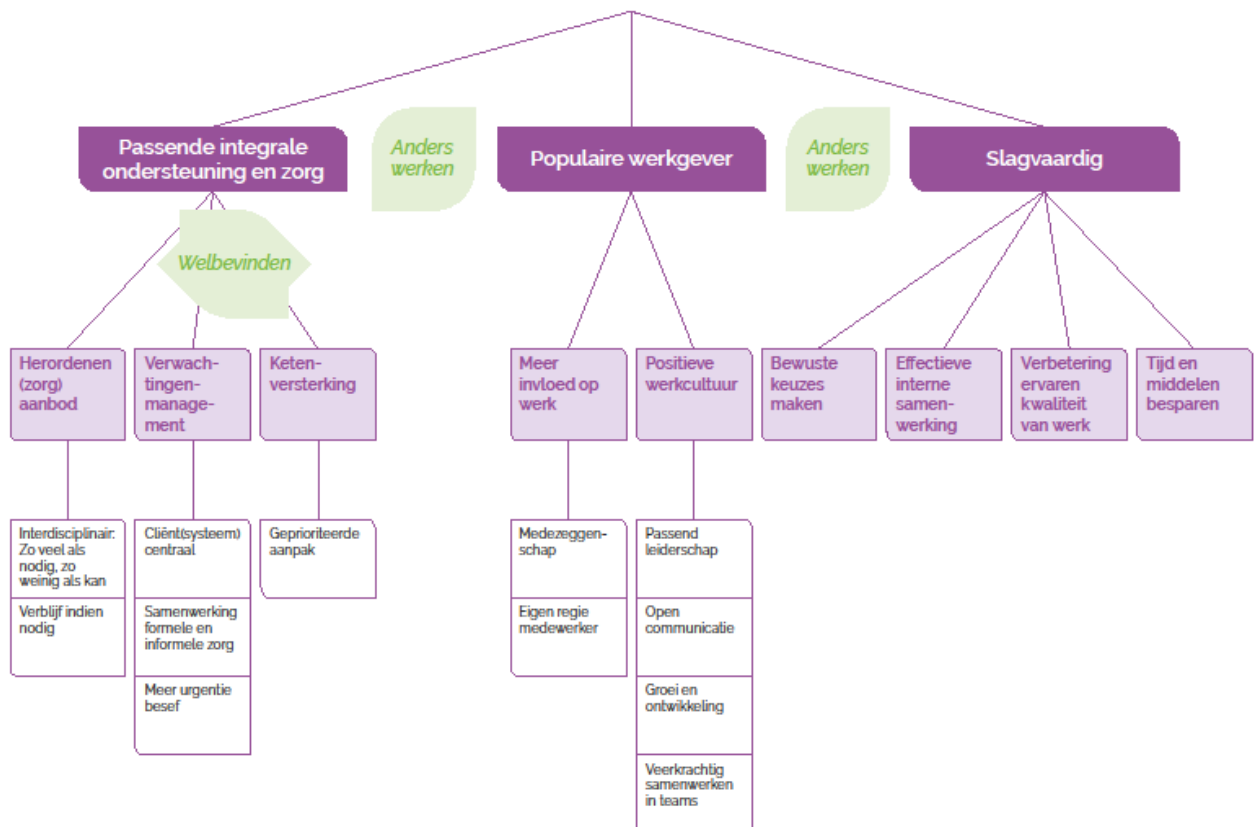 Passende integrale
ondersteuning en zorg
Anders
werken
Populaire werkgever
Anders
werken
Slagvaardig
Welbevinden
Herordenen
(zorg)
aanbod
Verwach-
tingen-
manage-
ment
Keten-
versterking
Meer
invloed op
werk
Positieve
werkcultuur
Bewuste
keuzes
maken
Effectieve
interne
samen-
werking
Verbetering
ervaren
kwaliteit
van werk
Tijd en
middelen
besparen
Interdisciplinair:
Zo veel als
nodig, zo
weinig als kan
Verblijf indien
nodig
Cliënt(systeem)
centraal
Samenwerking
formele en
informele zorg
Meer urgentie
besef
Geprioriteerde
aanpak
Medezeggen-
schap
Eigen regie
medewerker
Passend
leiderschap
Open
communicatie
Groei en
ontwikkeling
Veerkrachtig
samenwerken
in teams